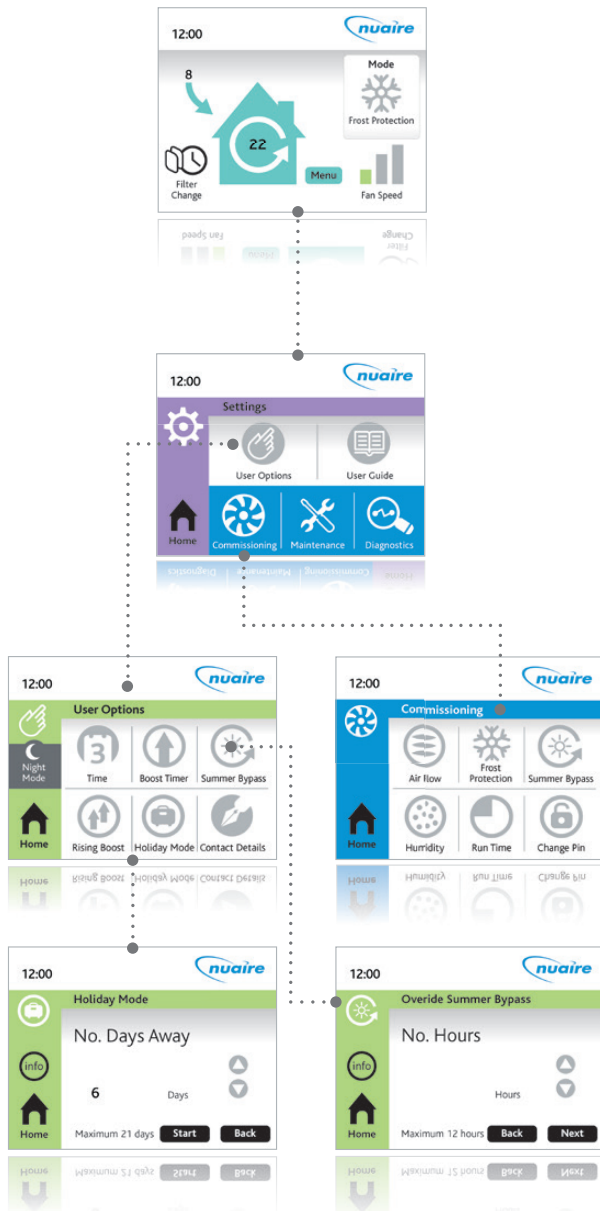 12:00
nuaire
8
Mode
Frost Protection
22
Menu
Filter
Change
Fan Speed
12:00
nuaire
Settings
User Options
User Guide
Home
Commissioning
Maintenance
Diagnostics
12:00
nuaire
User Options
Night
Mode
3
Time
Boost Timer
Summer Bypass
Home
Rising Boost
Holiday Mode
Contact Details
12:00
nuaire
Commissioning
Air Flow
Frost
Protection
Summer Bypass
Home
Humidity
Run Time
Change Pin
12:00
nuaire
Holiday Mode
No. Days Away
info
6
Days
Home
Maximum 21 days
Start
Back
12:00
nuaire
Overide Summer Bypass
No. Hours
info
Hours
Home
Maximum 12 hours
Back
Next